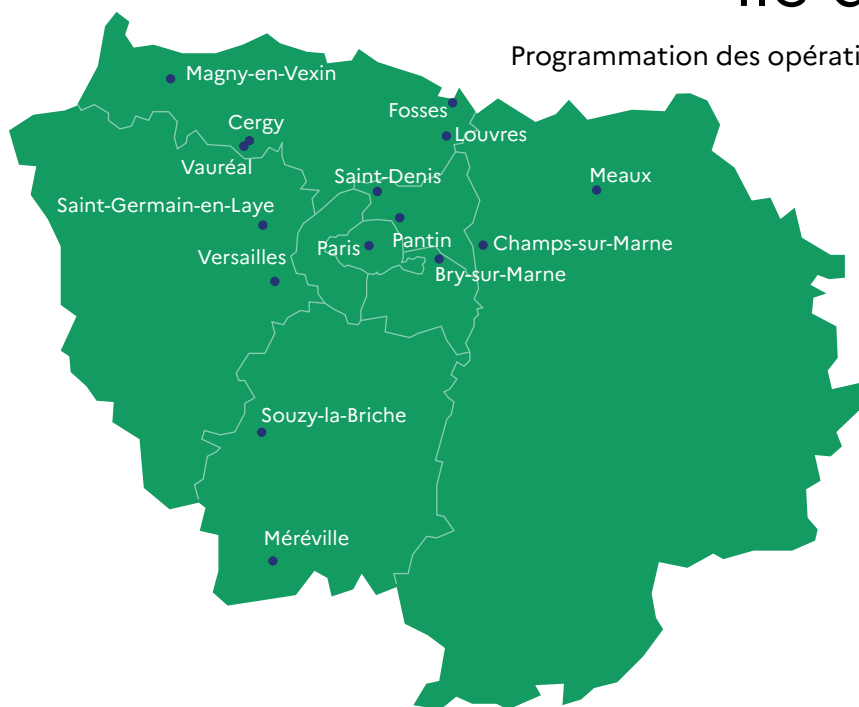 Programmation des opérati
Magny-en-Vexin
Fosses
Cergy
Louvres
Vauréal
Saint-Denis
Meaux
Saint-Germain-en-Laye
Paris
Pantin
Champs-sur-Marne
Versailles
Bry-sur-Marne
Souzy-la-Briche
Méréville